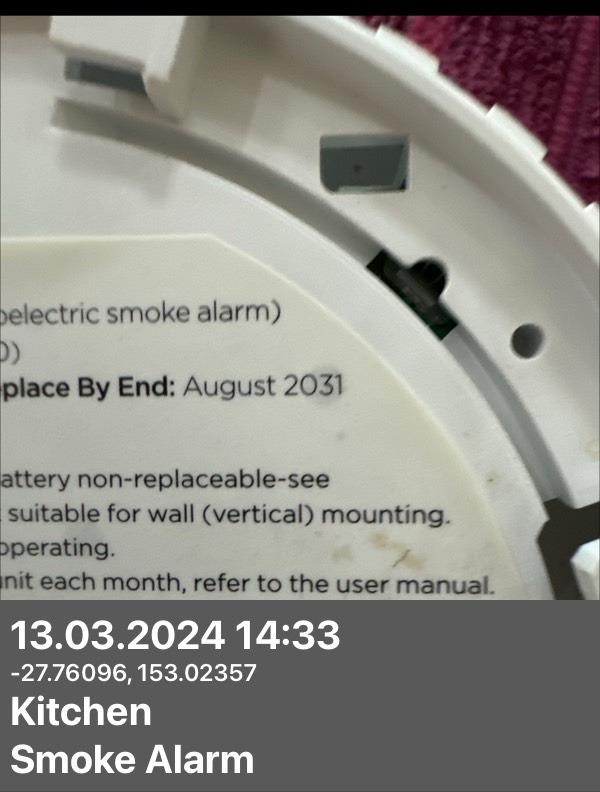 oelectric smoke alarm)
place By End: August 2031
attery non-replaceable-see
suitable for wall (vertical) mounting.
operating.
unit each month, refer to the user manual.
13.03.2024 14:33
-27.76096, 153.02357
Kitchen
Smoke Alarm